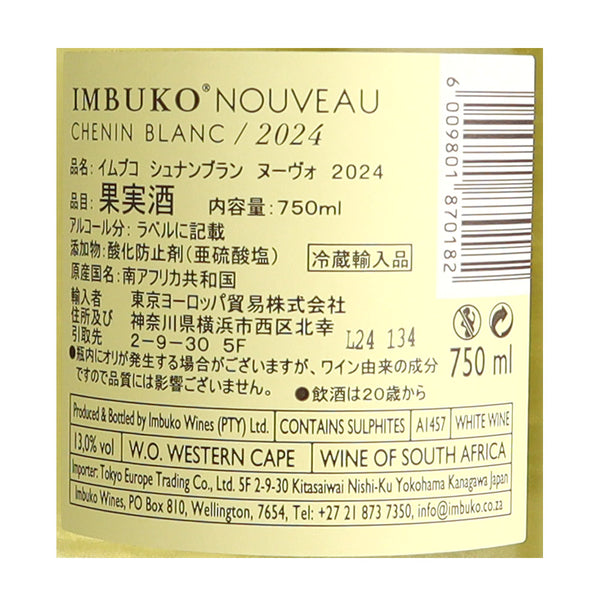 IMBUKO® NOUVEAU
CHENIN BLANC / 2024
品名：イムブコ シュナンブラン ヌーヴォ 2024
品目：果実酒 内容量：750ml
アルコール分：ラベルに記載
添加物：酸化防止剤（亜硫酸塩）
冷蔵輸入品
原産国名：南アフリカ共和国
輸入者 東京ヨーロッパ貿易株式会社
住所及び 神奈川県横浜市西区北幸
引取先 2-9-30 5F
L24 134
●瓶内にオリが発生する場合がございますが、ワイン由来の成分
ですので品質には影響ございません。
●飲酒は20歳から
6 009801 870182
750 ml
Produced & Bottled by Imbuko Wines (PTY) Ltd. CONTAINS SULPHITES A1457 WHITE WINE
13,0% vol W.O. WESTERN CAPE WINE OF SOUTH AFRICA
Importer: Tokyo Europe Trading Co., Ltd. 5F 2-9-30 Kitasaiwai Nishi-Ku Yokohama Kanagawa Japan
Imbuko Wines, PO Box 810, Wellington, 7654, Tel: +27 21 873 7350, info@imbuko.co.za